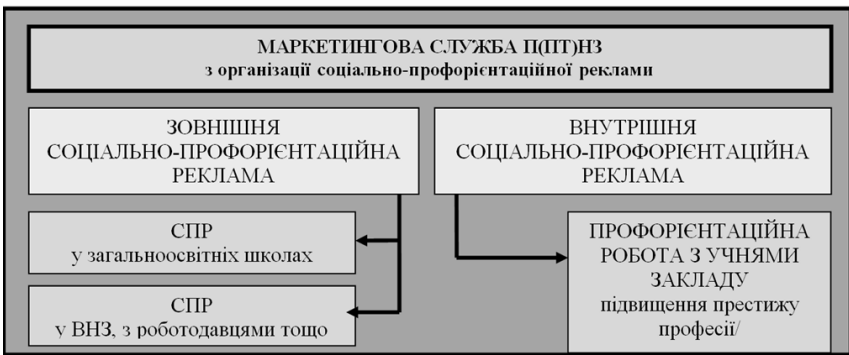 МАРКЕТИНГОВА СЛУЖБА П(ПТ)НЗ
з організації соціально-профорієнтаційної реклами
ЗОВНІШНЯ
СОЦІАЛЬНО-ПРОФОРІЄНТАЦІЙНА
РЕКЛАМА
ВНУТРІШНЯ
СОЦІАЛЬНО-ПРОФОРІЄНТАЦІЙНА
РЕКЛАМА
СПР
у загальноосвітніх школах
СПР
у ВНЗ, з роботодавцями тощо
ПРОФОРІЄНТАЦІЙНА
РОБОТА З УЧНЯМИ
ЗАКЛАДУ
підвищення престижу
професії/